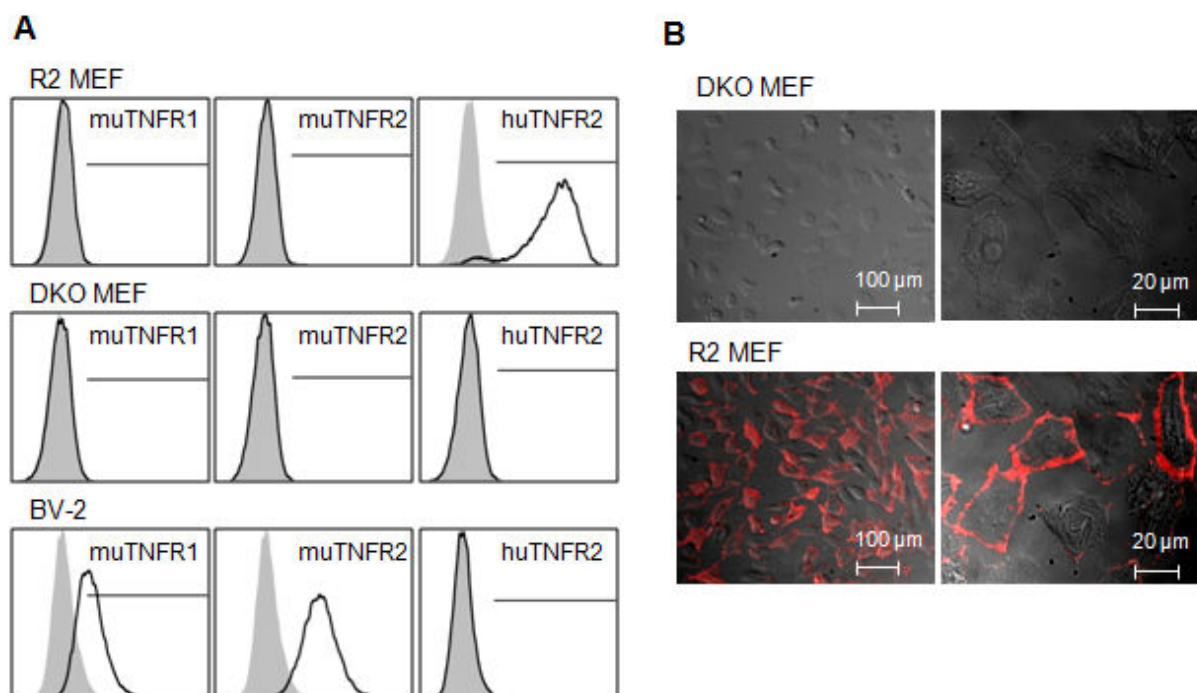 A
R2 MEF
muTNFR1 muTNFR2 huTNFR2
DKO MEF
muTNFR1 muTNFR2 huTNFR2
BV-2
muTNFR1 muTNFR2 huTNFR2
B
DKO MEF
100 µm 20 µm
R2 MEF
100 µm 20 µm